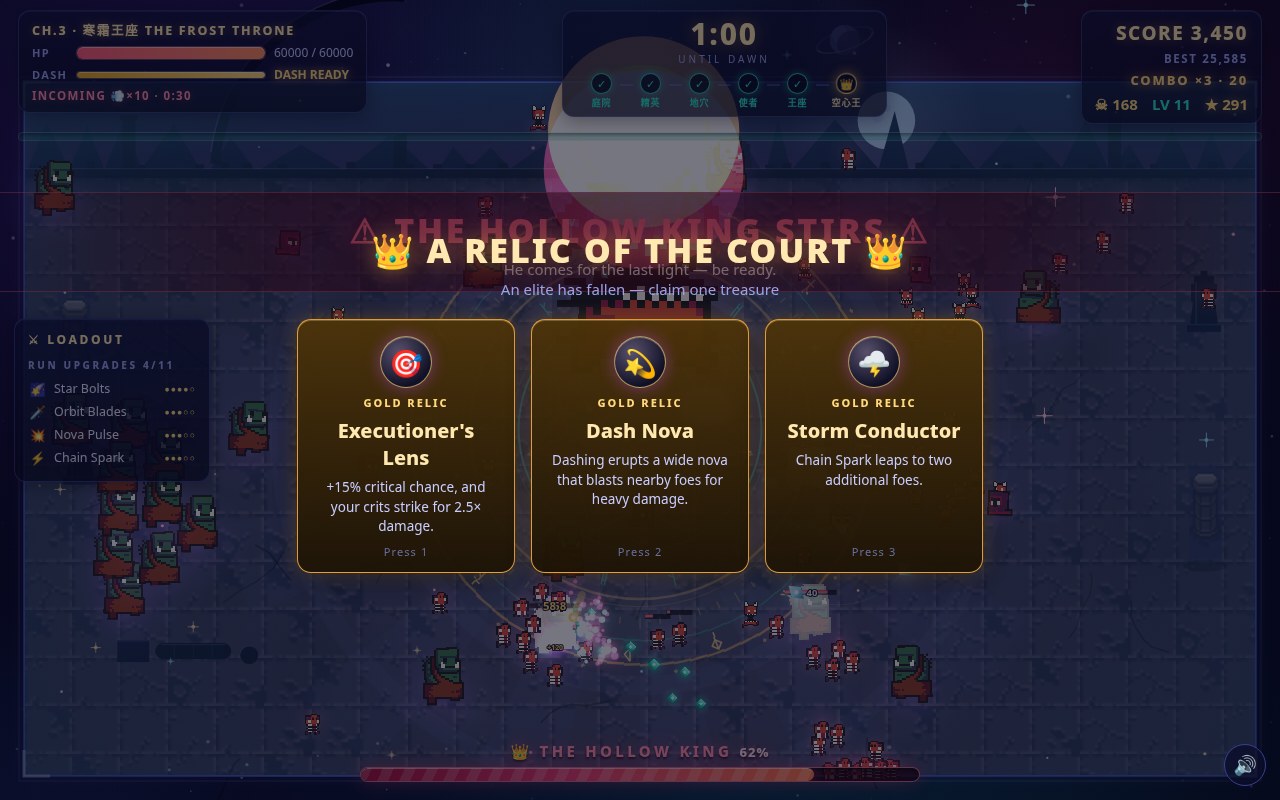 CH.3 · 寒霜王座 THE FROST THRONE
HP 60000 / 60000
DASH DASH READY
INCOMING 💨×10 · 0:30
1:00
UNTIL DAWN
庭院 精英 地穴 使者 王座 空心王
SCORE 3,450
BEST 25,585
COMBO ×3 · 20
☠ 168 LV 11 ★ 291
⚠ THE HOLLOW KING STIRS ⚠
👑 A RELIC OF THE COURT 👑
He comes for the last light — be ready.
An elite has fallen — claim one treasure
⚔ LOADOUT
RUN UPGRADES 4/11
Star Bolts
Orbit Blades
Nova Pulse
Chain Spark
GOLD RELIC
Executioner's
Lens
+15% critical chance, and
your crits strike for 2.5×
damage.
Press 1
GOLD RELIC
Dash Nova
Dashing erupts a wide nova
that blasts nearby foes for
heavy damage.
Press 2
GOLD RELIC
Storm Conductor
Chain Spark leaps to two
additional foes.
Press 3
40
👑 THE HOLLOW KING 62%